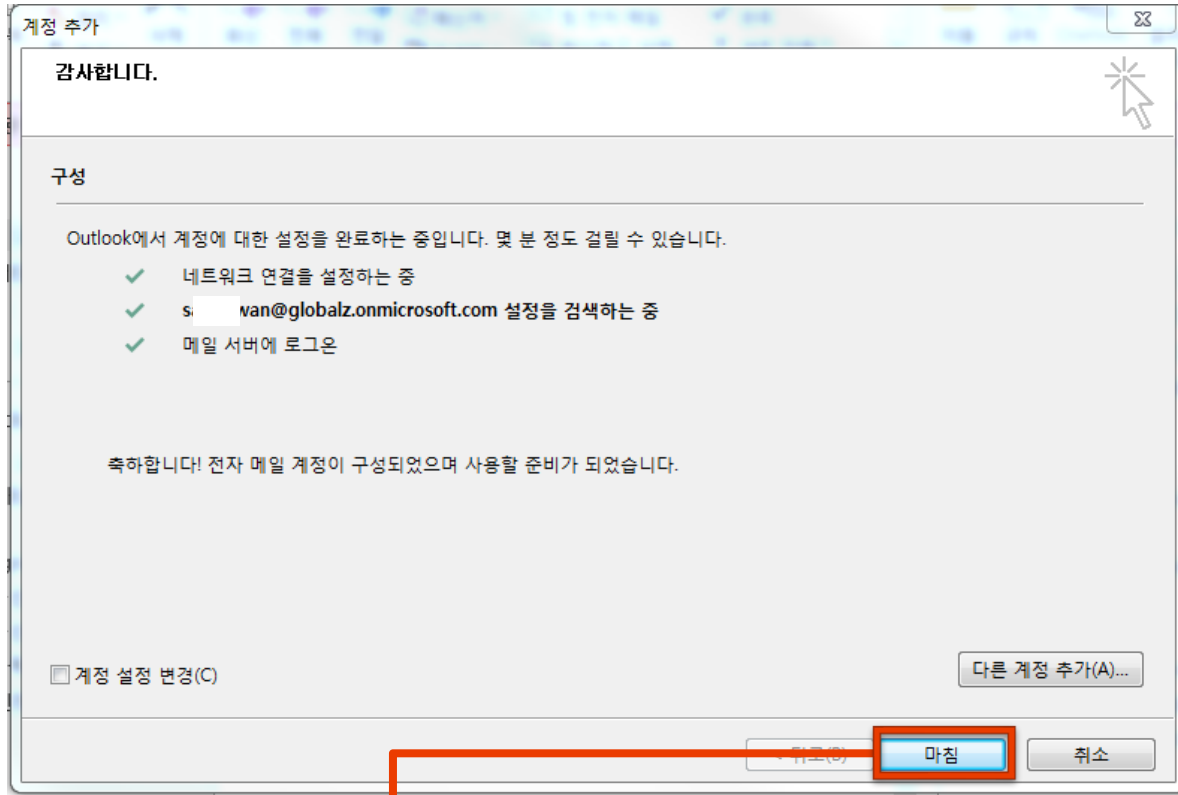 계정 추가
감사합니다.
구성
Outlook에서 계정에 대한 설정을 완료하는 중입니다. 몇 분 정도 걸릴 수 있습니다.
네트워크 연결을 설정하는 중
s wan@globalz.onmicrosoft.com 설정을 검색하는 중
메일 서버에 로그온
축하합니다! 전자 메일 계정이 구성되었으며 사용할 준비가 되었습니다.
계정 설정 변경(C)
다른 계정 추가(A)...
< 뒤로(B)
마침
취소